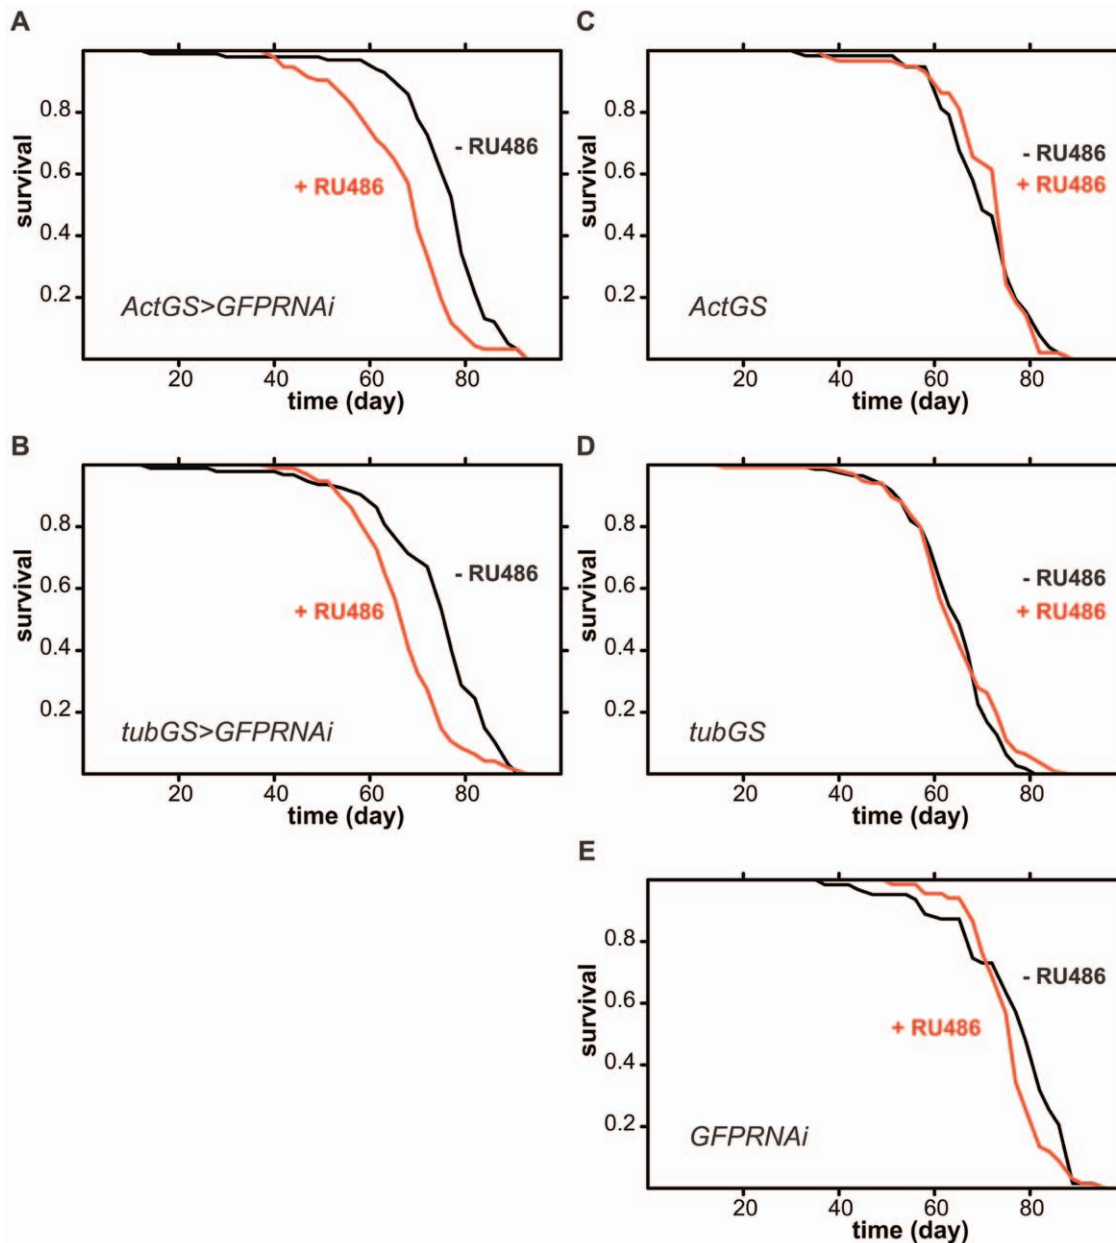 A
survival
0.8
0.6
0.4
0.2
- RU486
+ RU486
ActGS>GFPRNAi
20 40 60 80
time (day)
C
survival
0.8
0.6
0.4
0.2
- RU486
+ RU486
ActGS
20 40 60 80
time (day)
B
survival
0.8
0.6
0.4
0.2
- RU486
+ RU486
tubGS>GFPRNAi
20 40 60 80
time (day)
D
survival
0.8
0.6
0.4
0.2
- RU486
+ RU486
tubGS
20 40 60 80
time (day)
E
survival
0.8
0.6
0.4
0.2
- RU486
+ RU486
GFPRNAi
20 40 60 80
time (day)